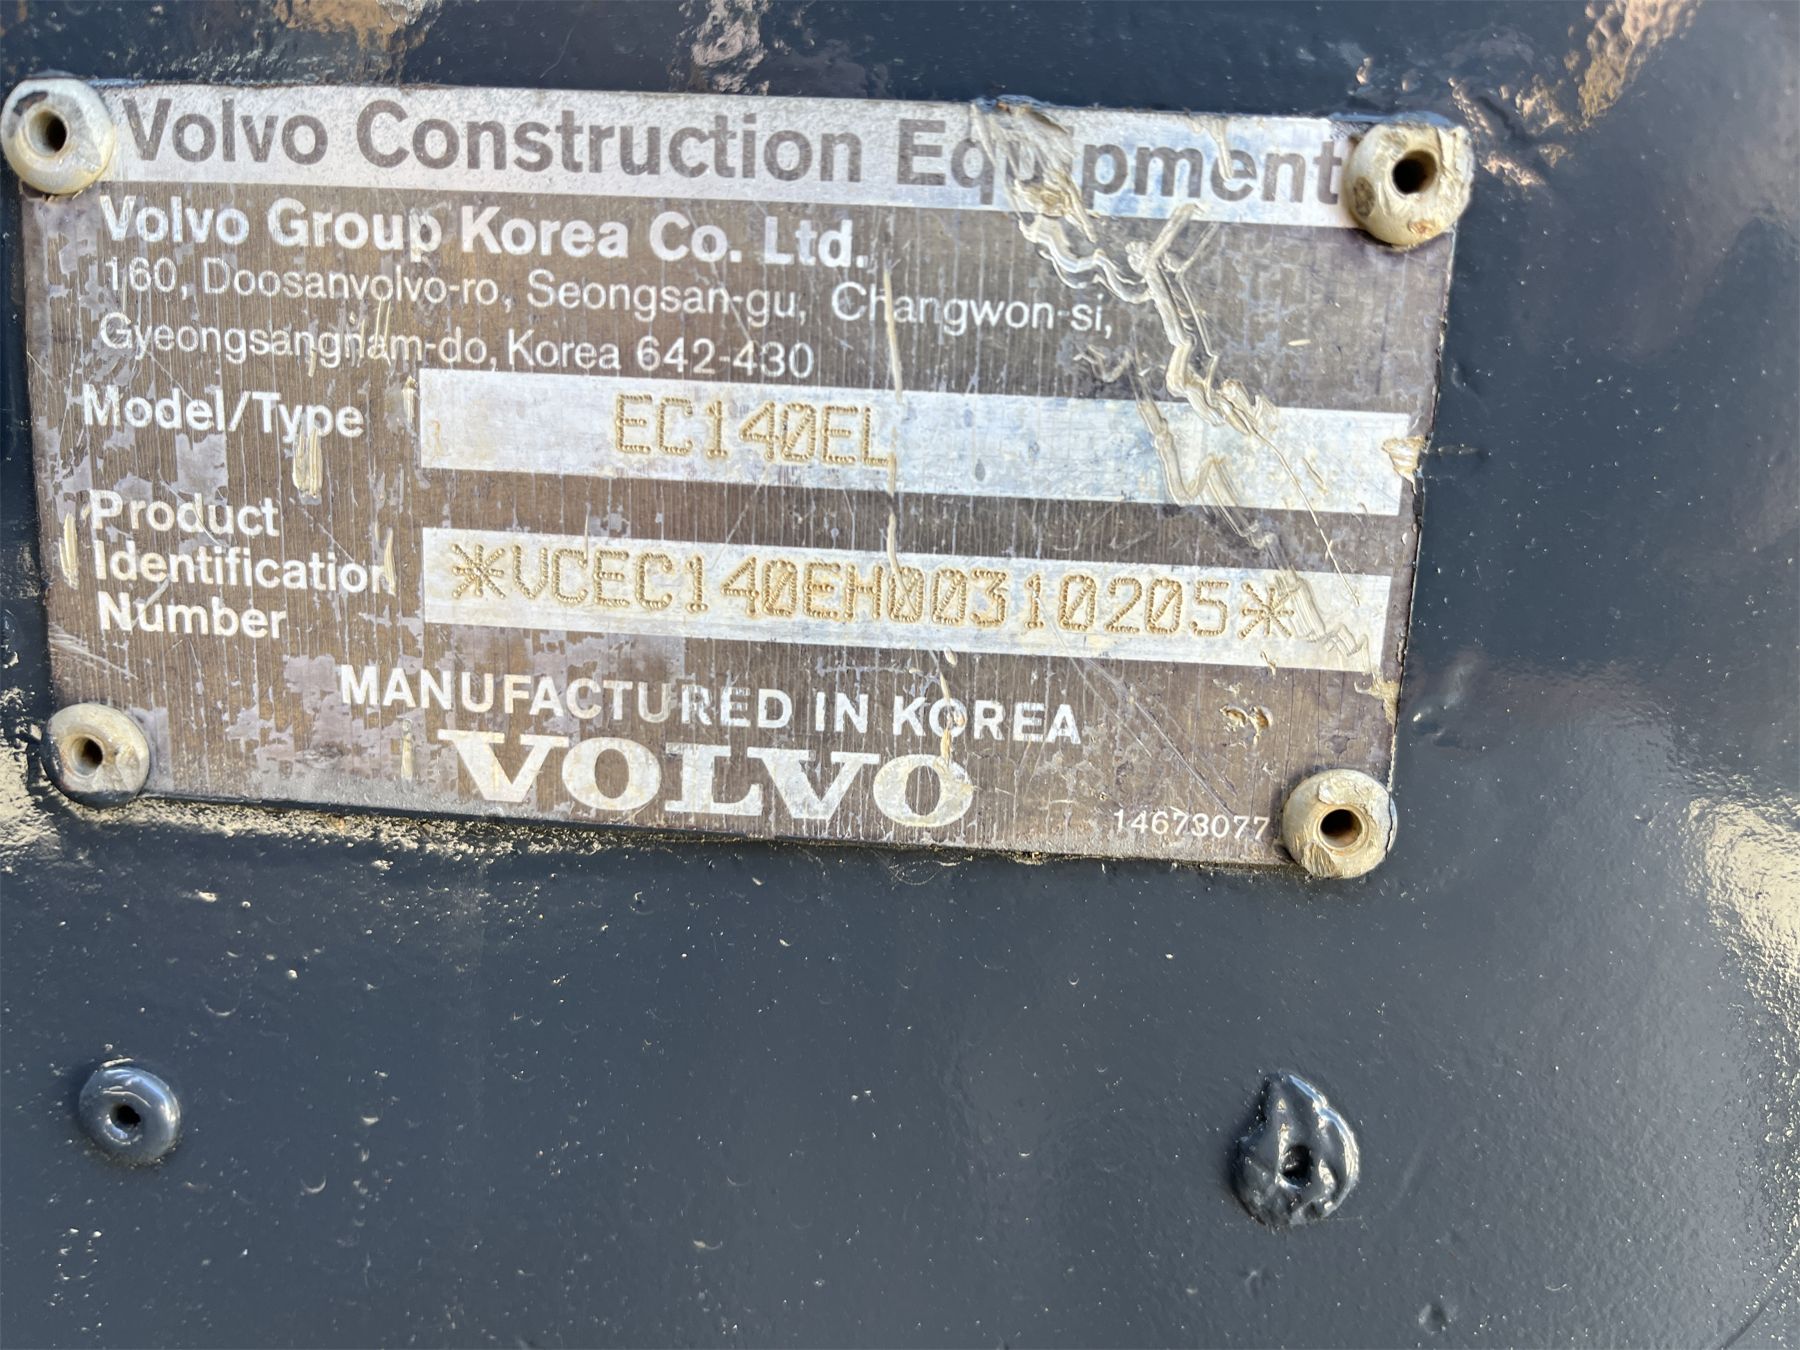 Volvo Construction Equipment
Volvo Group Korea Co. Ltd.
160, Doosanvolvo-ro, Seongsan-gu, Changwon-si,
Gyeongsangnam-do, Korea 642-430
Model/Type EC140EL
Product
Identification
Number
*VCEC140EH00310205*
MANUFACTURED IN KOREA
VOLVO
14673077